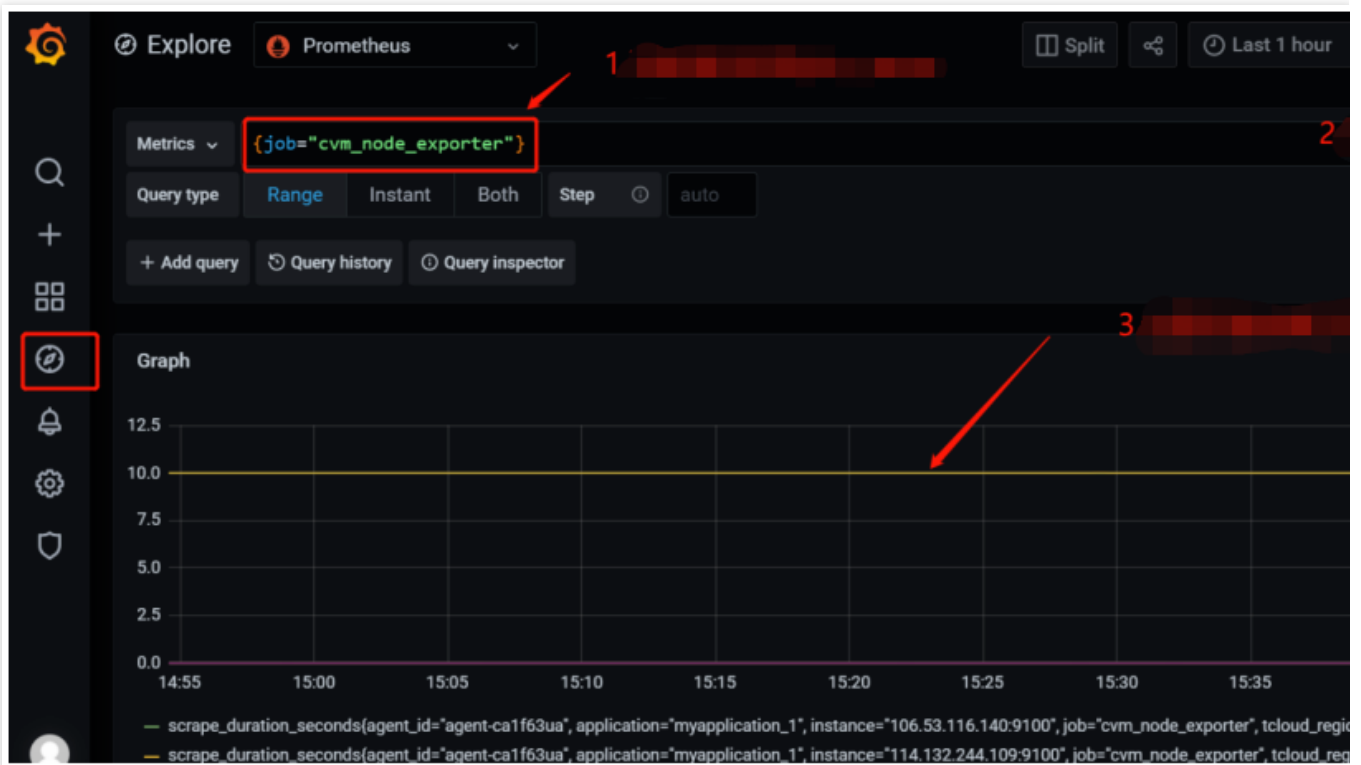 Explore Prometheus Split Last 1 hour
1
Metrics {job="cvm_node_exporter"} 2
Query type Range Instant Both Step auto
+ Add query Query history Query inspector
3
Graph
12.5
10.0
7.5
5.0
2.5
0.0
14:55 15:00 15:05 15:10 15:15 15:20 15:25 15:30 15:35
scrape_duration_seconds{agent_id="agent-ca1f63ua", application="myapplication_1", instance="106.53.116.140:9100", job="cvm_node_exporter", tcloud_regi
scrape_duration_seconds{agent_id="agent-ca1f63ua", application="myapplication_1", instance="114.132.244.109:9100", job="cvm_node_exporter", tcloud_reg